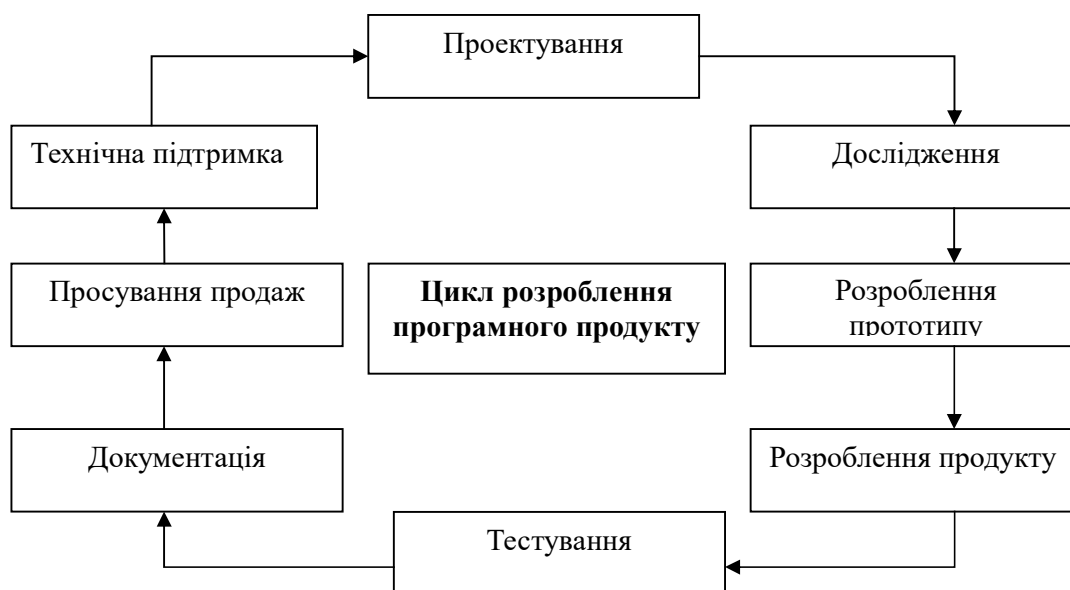 Проектування
Технічна підтримка
Дослідження
Просування продаж
Цикл розроблення
програмного продукту
Розроблення
прототипу
Документація
Розроблення продукту
Тестування